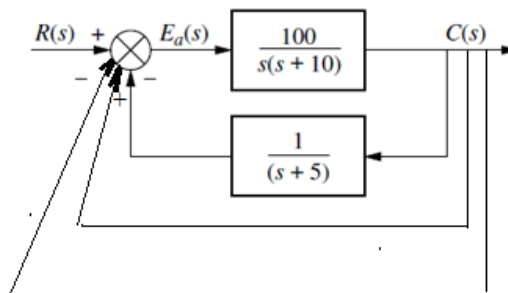 R(s) + E_a(s) 100 C(s)
s(s + 10)
− −
+
1
(s + 5)